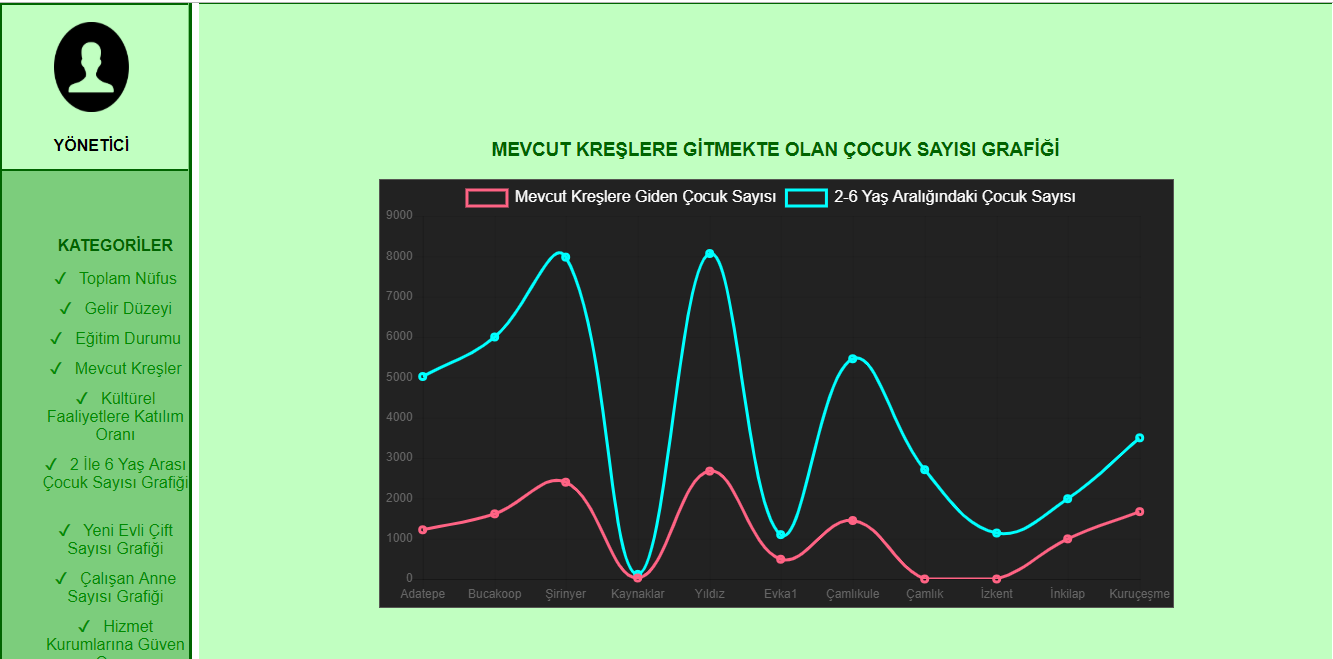 YÖNETİCİ
KATEGORİLER
✓ Toplam Nüfus
✓ Gelir Düzeyi
✓ Eğitim Durumu
✓ Mevcut Kreşler
✓ Kültürel
Faaliyetlere Katılım
Oranı
✓ 2 İle 6 Yaş Arası
Çocuk Sayısı Grafiği
✓ Yeni Evli Çift
Sayısı Grafiği
✓ Çalışan Anne
Sayısı Grafiği
✓ Hizmet
Kurumlarına Güven
MEVCUT KREŞLERE GİTMEKTE OLAN ÇOCUK SAYISI GRAFİĞİ
Mevcut Kreşlere Giden Çocuk Sayısı 2-6 Yaş Aralığındaki Çocuk Sayısı
9000
8000
7000
6000
5000
4000
3000
2000
1000
0
Adatepe Bucakoop Şirinyer Kaynaklar Yıldız Evka1 Çamlıkule Çamlık İzkent İnkilap Kuruçeşme